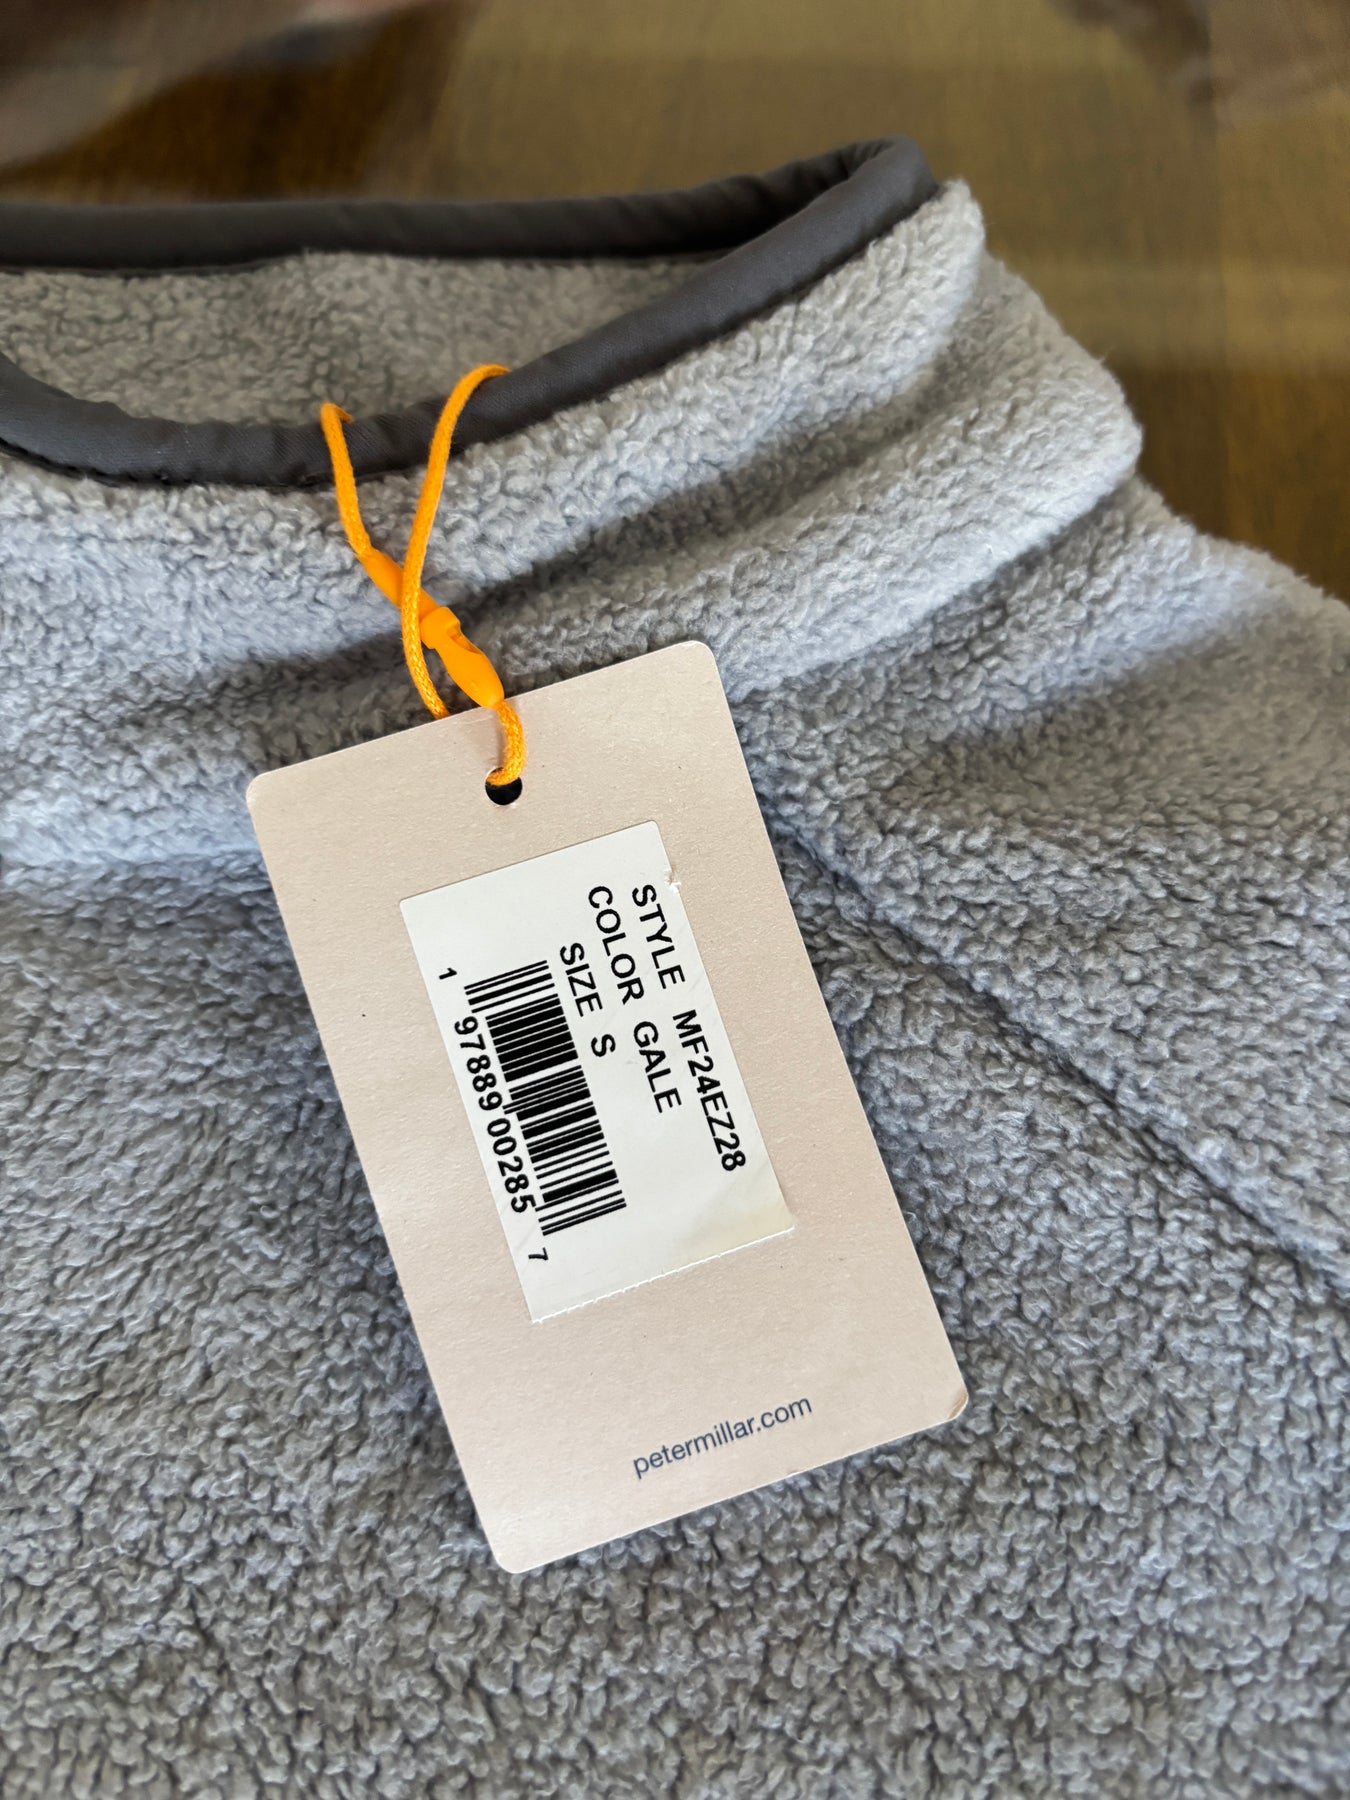 STYLE MF24EZ28
COLOR GALE
SIZE S
1 97889 00285 7
petermillar.com